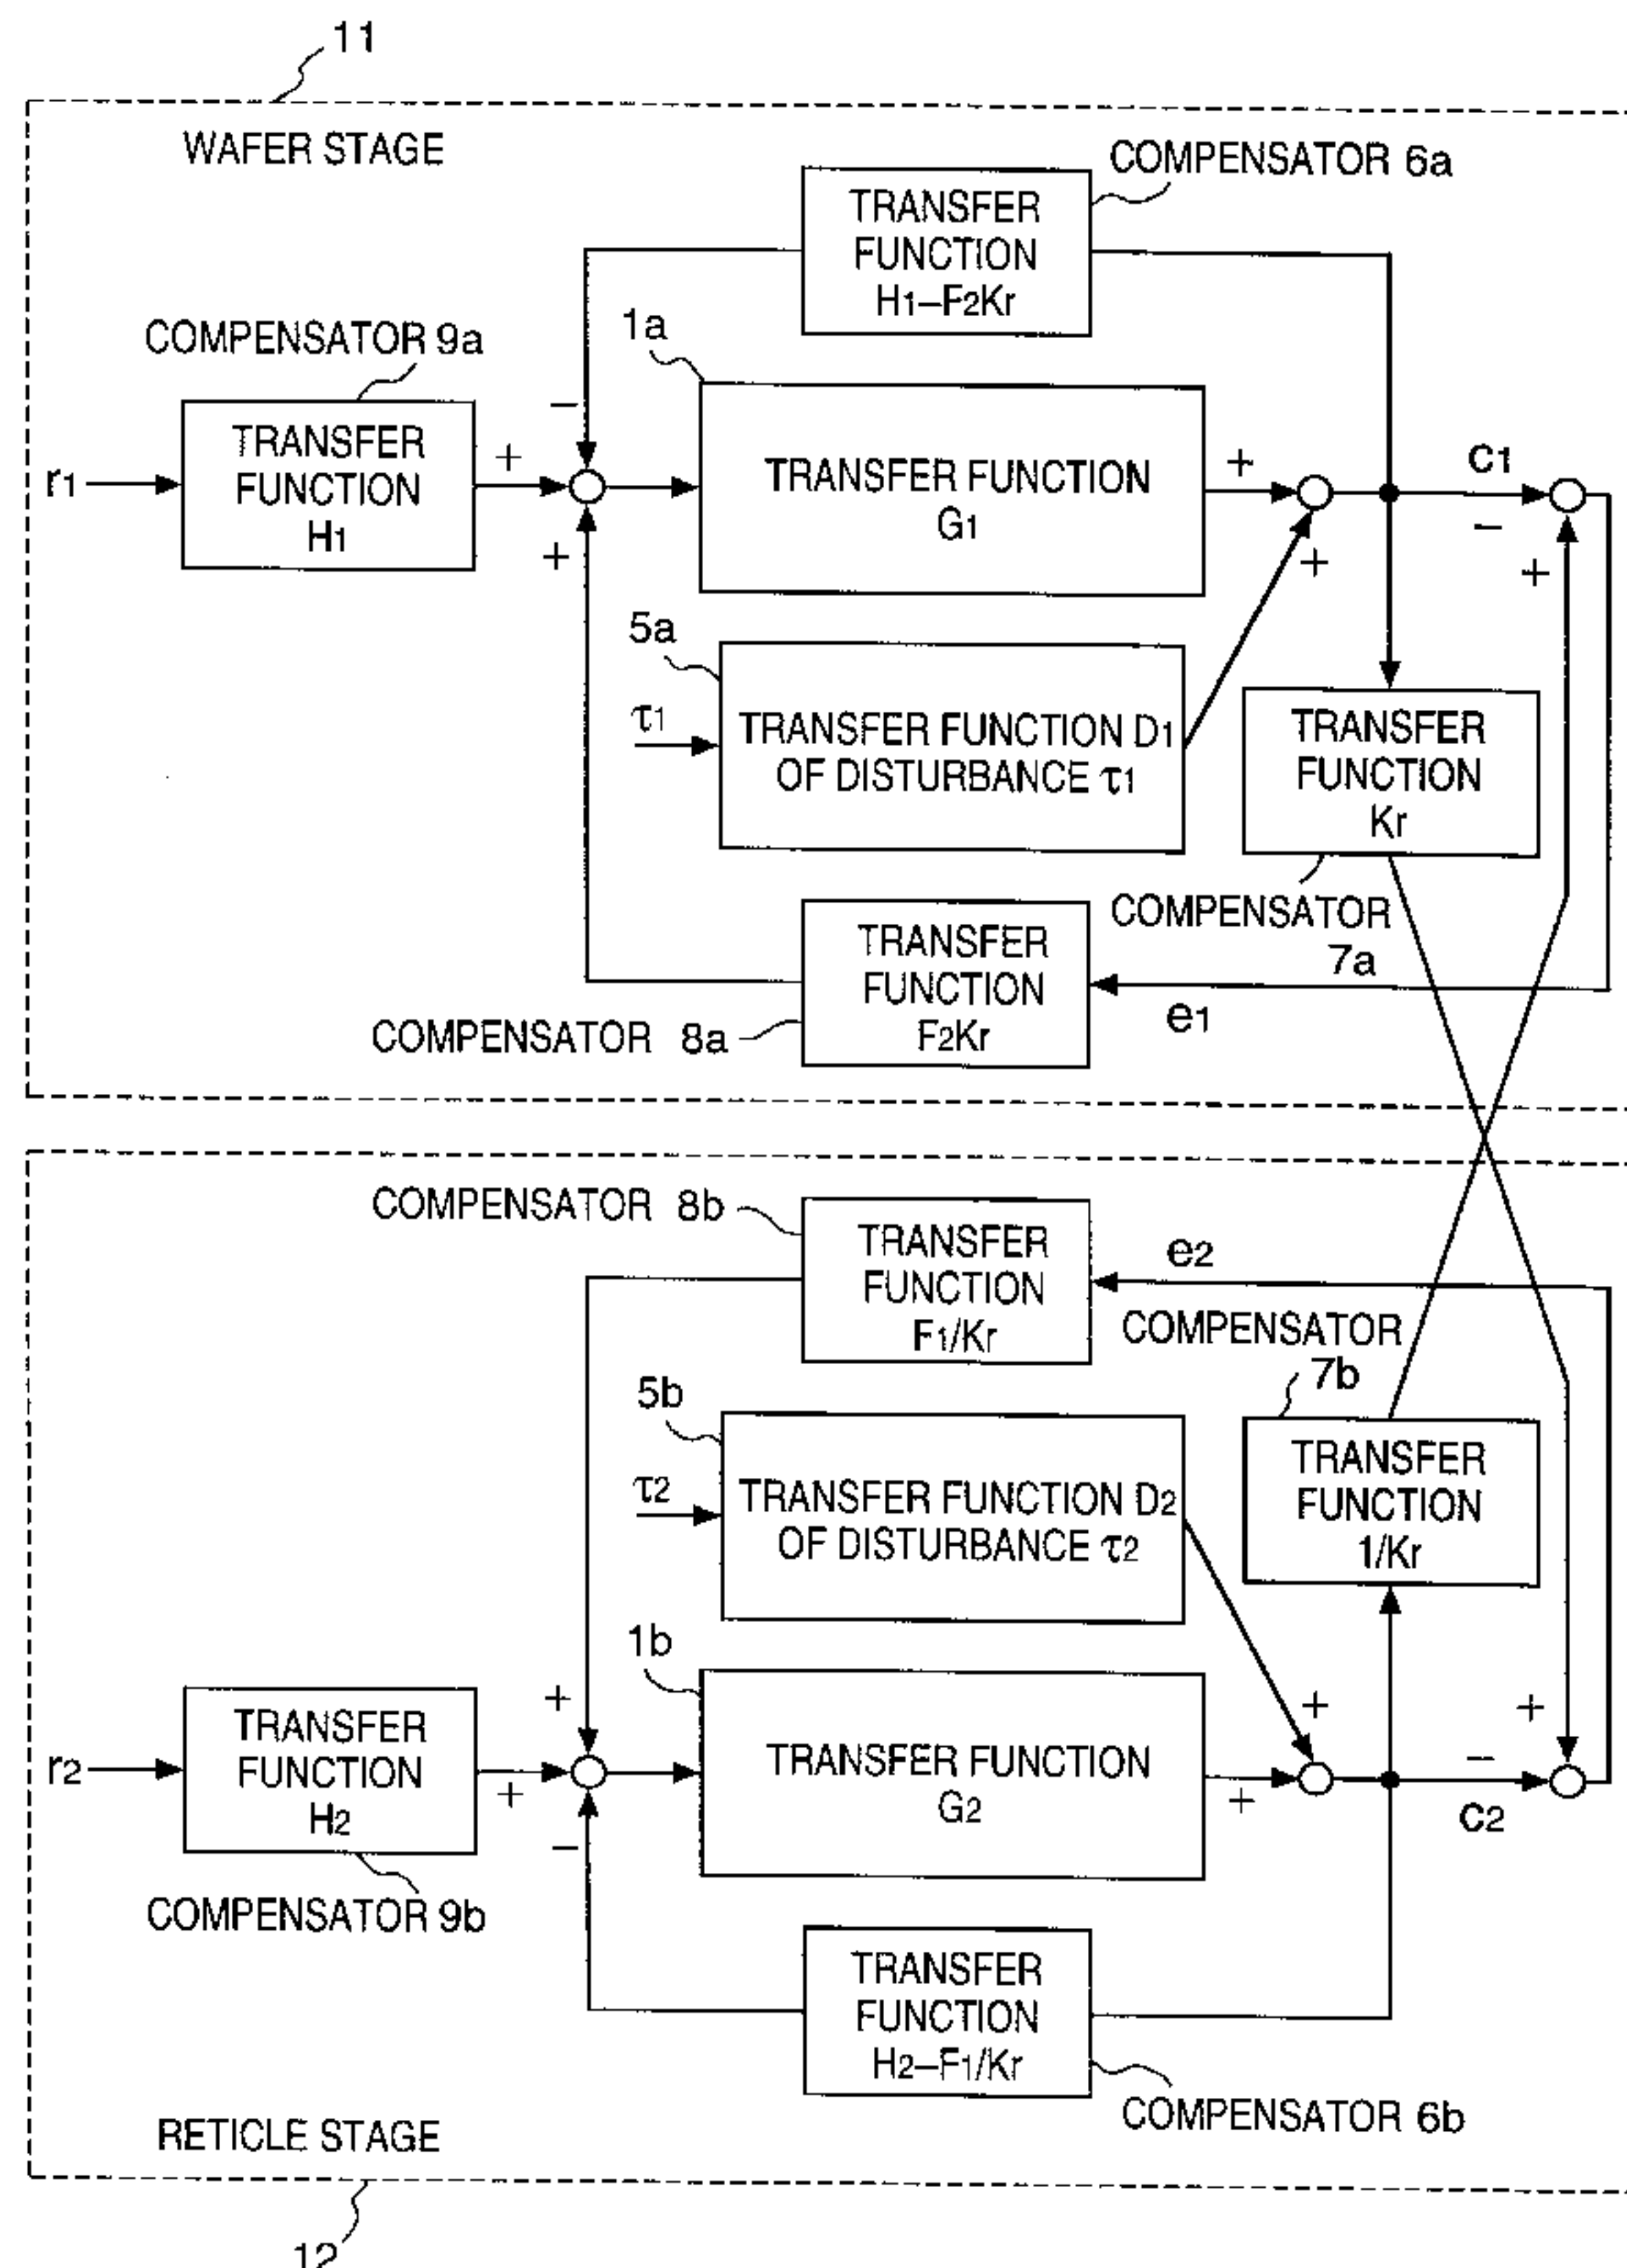 11
WAFER STAGE
COMPENSATOR 6a
TRANSFER
FUNCTION
H1–F2Kr
COMPENSATOR 9a
1a
TRANSFER
FUNCTION
H1
r1
+
−
+
TRANSFER FUNCTION
G1
+
+
c1
−
+
5a
τ1
TRANSFER FUNCTION D1
OF DISTURBANCE τ1
TRANSFER
FUNCTION
Kr
COMPENSATOR
7a
TRANSFER
FUNCTION
F2Kr
COMPENSATOR 8a
e1
COMPENSATOR 8b
TRANSFER
FUNCTION
F1/Kr
e2
COMPENSATOR
7b
5b
τ2
TRANSFER FUNCTION D2
OF DISTURBANCE τ2
TRANSFER
FUNCTION
1/Kr
1b
r2
TRANSFER
FUNCTION
H2
+
+
−
TRANSFER FUNCTION
G2
+
+
−
+
c2
COMPENSATOR 9b
TRANSFER
FUNCTION
H2–F1/Kr
COMPENSATOR 6b
RETICLE STAGE
12